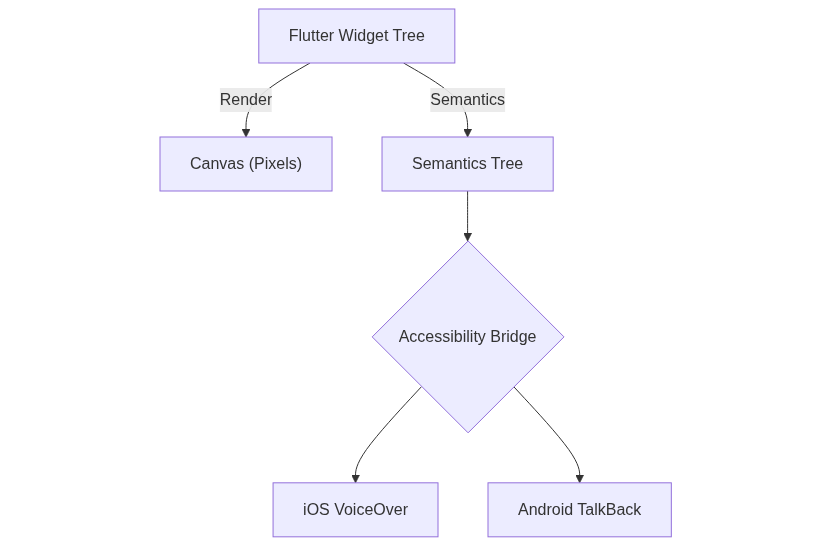 Flutter Widget Tree
Render
Semantics
Canvas (Pixels)
Semantics Tree
Accessibility Bridge
iOS VoiceOver
Android TalkBack